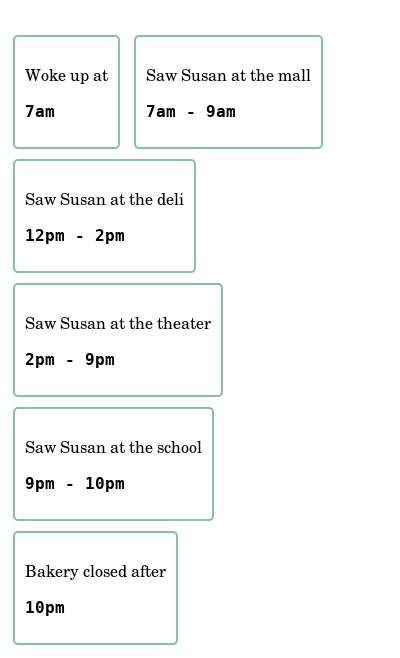 Woke up at
7am
Saw Susan at the mall
7am - 9am
Saw Susan at the deli
12pm - 2pm
Saw Susan at the theater
2pm - 9pm
Saw Susan at the school
9pm - 10pm
Bakery closed after
10pm